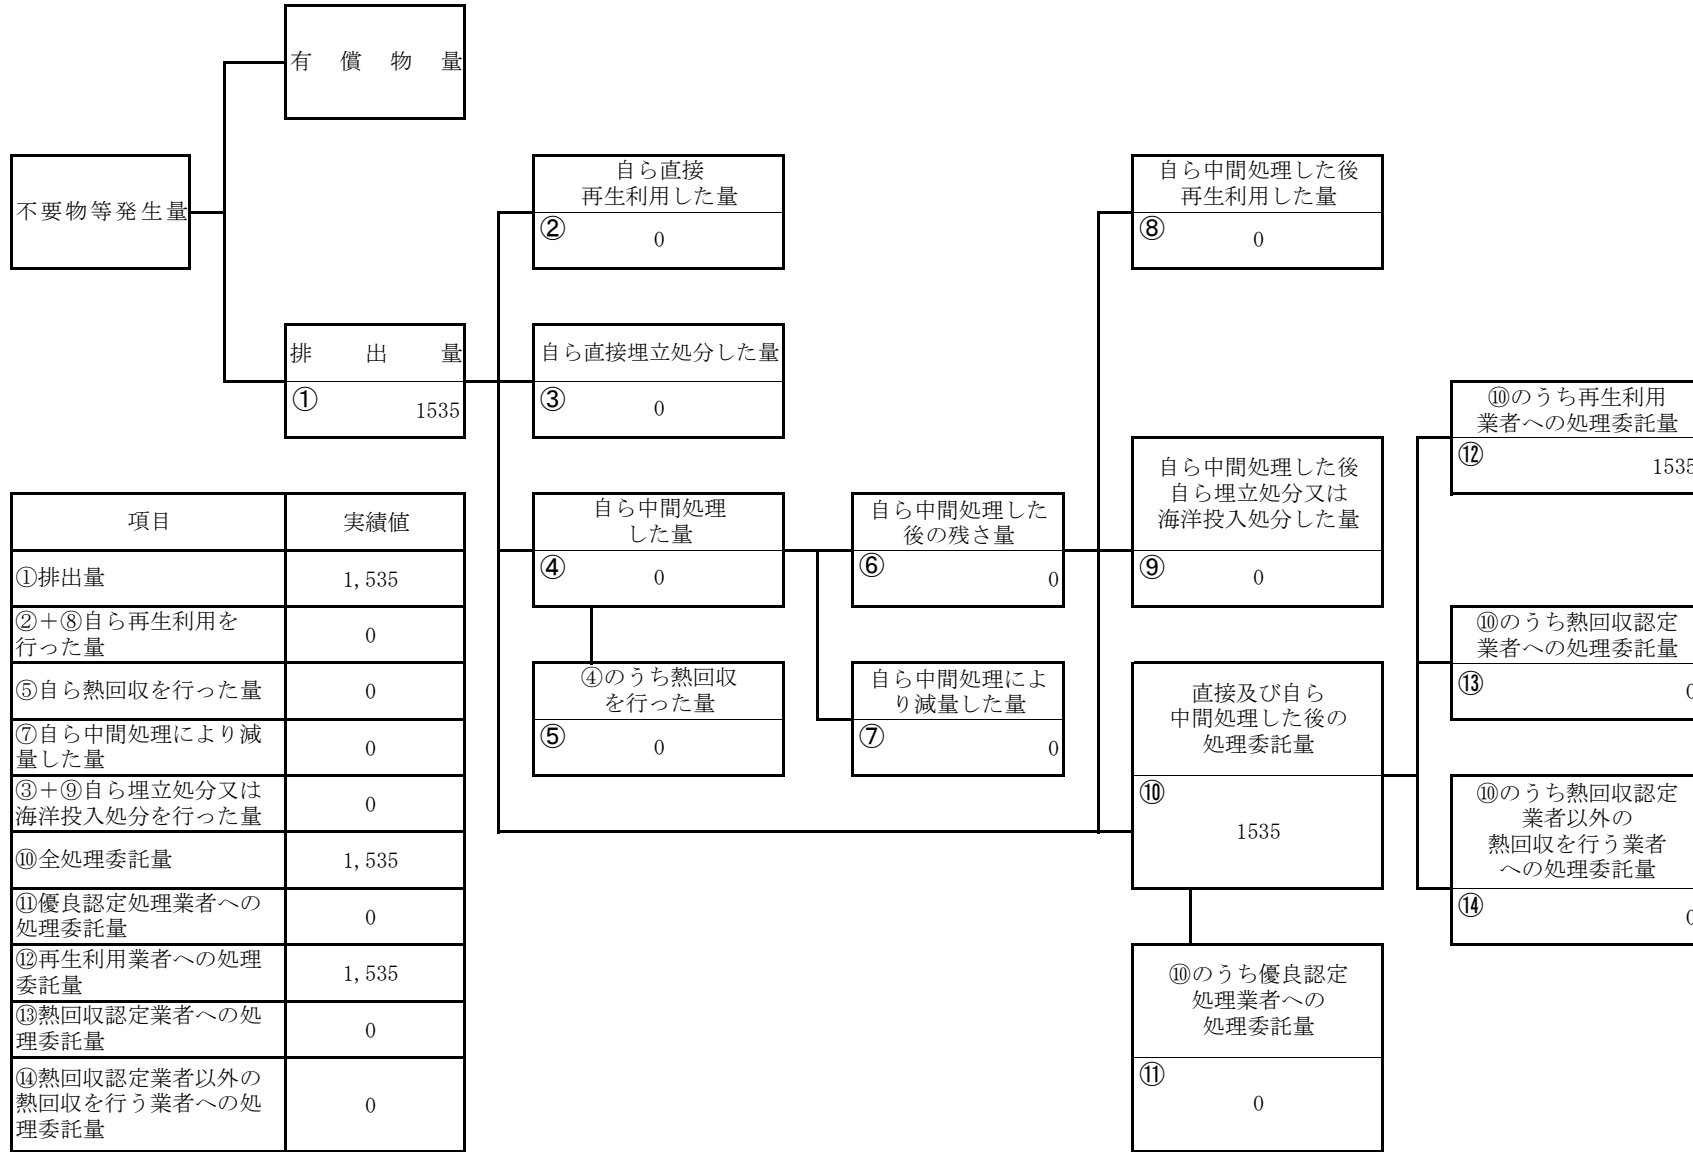 有償物量
不要物等発生量
自ら直接
再生利用した量
②
0
自ら中間処理した後
再生利用した量
⑧
0
排出量
①
1535
自ら直接埋立処分した量
③
0
⑩のうち再生利用
業者への処理委託量
⑫
1535
自ら中間処理
した量
④
0
自ら中間処理した
後の残さ量
⑥
0
自ら中間処理した後
自ら埋立処分又は
海洋投入処分した量
⑨
0
⑩のうち熱回収認定
業者への処理委託量
⑬
0
④のうち熱回収
を行った量
⑤
0
自ら中間処理によ
り減量した量
⑦
0
直接及び自ら
中間処理した後の
処理委託量
⑩
1535
⑩のうち熱回収認定
業者以外の
熱回収を行う業者
への処理委託量
⑭
0
⑩のうち優良認定
処理業者への
処理委託量
⑪
0
項目 実績値
①排出量 1,535
②＋⑧自ら再生利用を
行った量 0
⑤自ら熱回収を行った量 0
⑦自ら中間処理により減
量した量 0
③＋⑨自ら埋立処分又は
海洋投入処分を行った量 0
⑩全処理委託量 1,535
⑪優良認定処理業者への
処理委託量 0
⑫再生利用業者への処理
委託量 1,535
⑬熱回収認定業者への処
理委託量 0
⑭熱回収認定業者以外の
熱回収を行う業者への処
理委託量 0